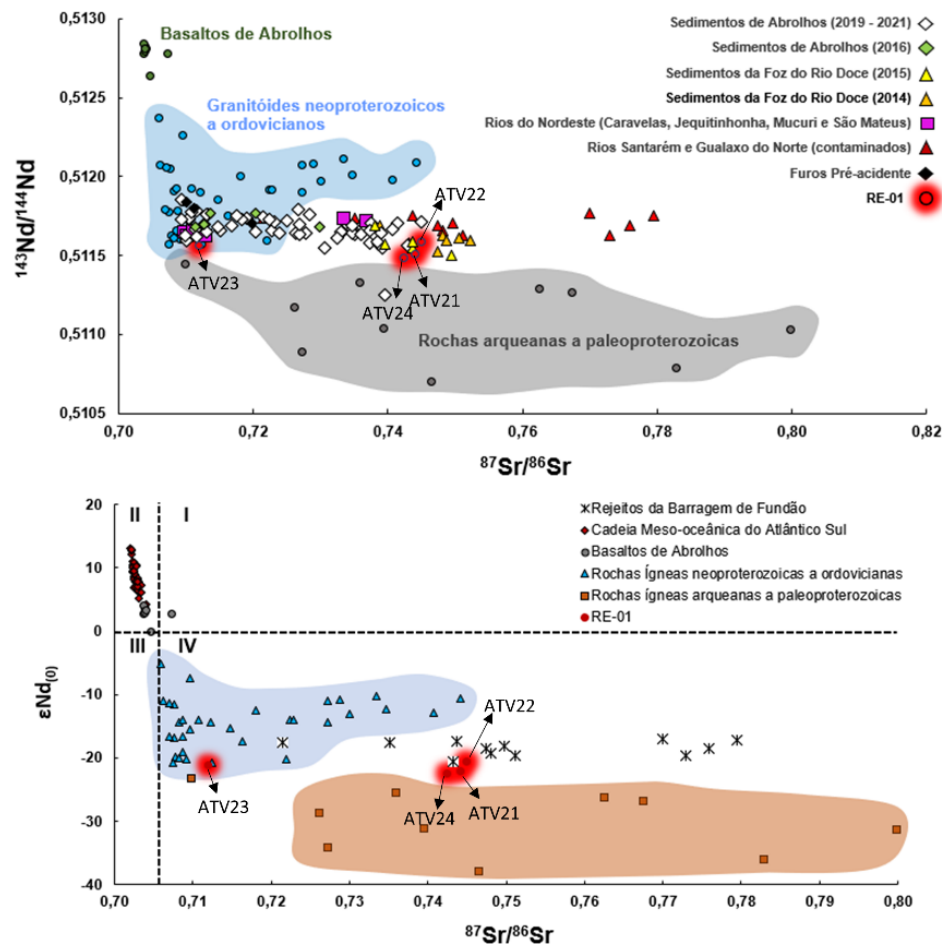 0,5130
0,5125
0,5120
0,5115
0,5110
0,5105
143Nd/144Nd
Basaltos de Abrolhos
Granitóides neoproterozoicos
a ordovicianos
Sedimentos de Abrolhos (2019 - 2021)
Sedimentos de Abrolhos (2016)
Sedimentos da Foz do Rio Doce (2015)
Sedimentos da Foz do Rio Doce (2014)
Rios do Nordeste (Caravelas, Jequitinhonha, Mucuri e São Mateus)
Rios Santarém e Gualaxo do Norte (contaminados)
Furos Pré-acidente
RE-01
ATV22
ATV23
ATV24
ATV21
Rochas arqueanas a paleoproterozoicas
0,70 0,72 0,74 0,76 0,78 0,80 0,82
87Sr/86Sr
20
10
0
-10
-20
-30
-40
εNd(0)
II I
III IV
Rejeitos da Barragem de Fundão
Cadeia Meso-oceânica do Atlântico Sul
Basaltos de Abrolhos
Rochas Ígneas neoproterozoicas a ordovicianas
Rochas ígneas arqueanas a paleoproterozoicas
RE-01
ATV22
ATV23
ATV24
ATV21
0,70 0,71 0,72 0,73 0,74 0,75 0,76 0,77 0,78 0,79 0,80
87Sr/86Sr